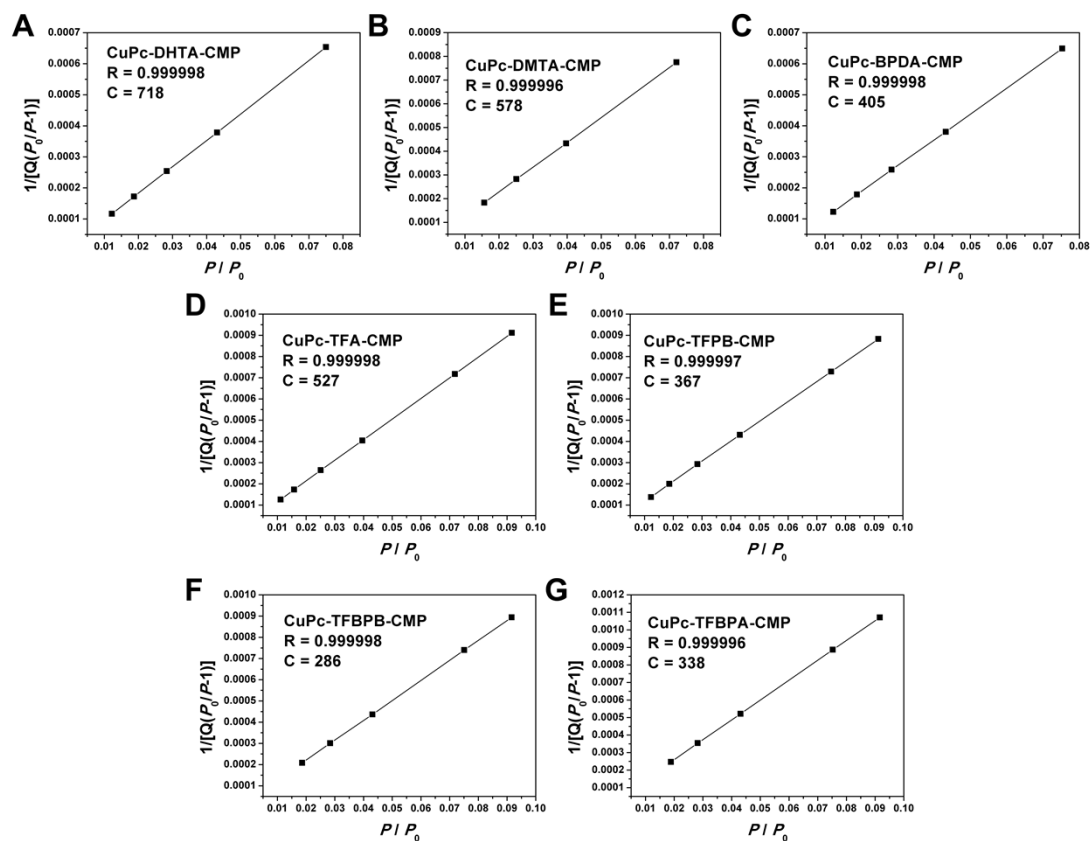 A
CuPc-DHTA-CMP
R = 0.999998
C = 718
1/[Q(P0/P-1)]
0.0007
0.0006
0.0005
0.0004
0.0003
0.0002
0.0001
0.01 0.02 0.03 0.04 0.05 0.06 0.07 0.08
P / P0
B
CuPc-DMTA-CMP
R = 0.999996
C = 578
1/[Q(P0/P-1)]
0.0009
0.0008
0.0007
0.0006
0.0005
0.0004
0.0003
0.0002
0.0001
0.01 0.02 0.03 0.04 0.05 0.06 0.07 0.08
P / P0
C
CuPc-BPDA-CMP
R = 0.999998
C = 405
1/[Q(P0/P-1)]
0.0007
0.0006
0.0005
0.0004
0.0003
0.0002
0.0001
0.01 0.02 0.03 0.04 0.05 0.06 0.07 0.08
P / P0
D
CuPc-TFA-CMP
R = 0.999998
C = 527
1/[Q(P0/P-1)]
0.0010
0.0009
0.0008
0.0007
0.0006
0.0005
0.0004
0.0003
0.0002
0.0001
0.01 0.02 0.03 0.04 0.05 0.06 0.07 0.08 0.09 0.10
P / P0
E
CuPc-TFPB-CMP
R = 0.999997
C = 367
1/[Q(P0/P-1)]
0.0010
0.0009
0.0008
0.0007
0.0006
0.0005
0.0004
0.0003
0.0002
0.0001
0.01 0.02 0.03 0.04 0.05 0.06 0.07 0.08 0.09 0.10
P / P0
F
CuPc-TFBPB-CMP
R = 0.999998
C = 286
1/[Q(P0/P-1)]
0.0010
0.0009
0.0008
0.0007
0.0006
0.0005
0.0004
0.0003
0.0002
0.0001
0.01 0.02 0.03 0.04 0.05 0.06 0.07 0.08 0.09 0.10
P / P0
G
CuPc-TFBPA-CMP
R = 0.999996
C = 338
1/[Q(P0/P-1)]
0.0012
0.0011
0.0010
0.0009
0.0008
0.0007
0.0006
0.0005
0.0004
0.0003
0.0002
0.0001
0.01 0.02 0.03 0.04 0.05 0.06 0.07 0.08 0.09 0.10
P / P0